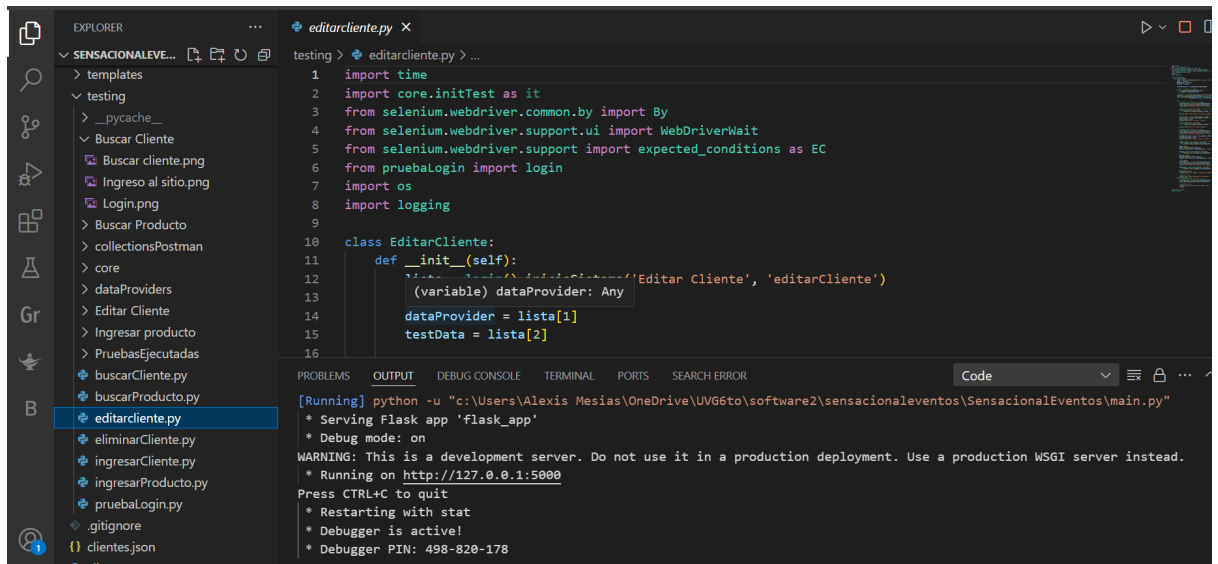 EXPLORER
SENSACIONALEVE...
templates
testing
__pycache__
Buscar Cliente
Buscar cliente.png
Ingreso al sitio.png
Login.png
Buscar Producto
collectionsPostman
core
dataProviders
Editar Cliente
Ingresar producto
PruebasEjecutadas
buscarCliente.py
buscarProducto.py
editarcliente.py
eliminarCliente.py
ingresarCliente.py
ingresarProducto.py
pruebaLogin.py
.gitignore
{} clientes.json
Gr
B
1
editarcliente.py
testing > editarcliente.py > ...
1 import time
2 import core.initTest as it
3 from selenium.webdriver.common.by import By
4 from selenium.webdriver.support.ui import WebDriverWait
5 from selenium.webdriver.support import expected_conditions as EC
6 from pruebaLogin import login
7 import os
8 import logging
9
10 class EditarCliente:
11 def __init__(self):
12 'Editar Cliente', 'editarCliente')
(variable) dataProvider: Any
13
14 dataProvider = lista[1]
15 testData = lista[2]
16
PROBLEMS OUTPUT DEBUG CONSOLE TERMINAL PORTS SEARCH ERROR Code
[Running] python -u "c:\Users\Alexis Mesias\OneDrive\UVG6to\software2\sensacionaleventos\SensacionalEventos\main.py"
* Serving Flask app 'flask_app'
* Debug mode: on
WARNING: This is a development server. Do not use it in a production deployment. Use a production WSGI server instead.
* Running on http://127.0.0.1:5000
Press CTRL+C to quit
* Restarting with stat
* Debugger is active!
* Debugger PIN: 498-820-178